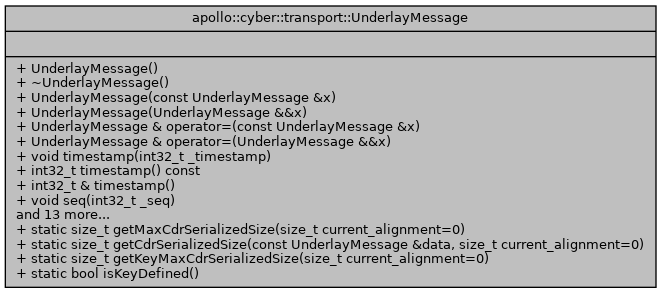 apollo::cyber::transport::UnderlayMessage
+ UnderlayMessage()
+ ~UnderlayMessage()
+ UnderlayMessage(const UnderlayMessage &x)
+ UnderlayMessage(UnderlayMessage &&x)
+ UnderlayMessage & operator=(const UnderlayMessage &x)
+ UnderlayMessage & operator=(UnderlayMessage &&x)
+ void timestamp(int32_t _timestamp)
+ int32_t timestamp() const
+ int32_t & timestamp()
+ void seq(int32_t _seq)
and 13 more...
+ static size_t getMaxCdrSerializedSize(size_t current_alignment=0)
+ static size_t getCdrSerializedSize(const UnderlayMessage &data, size_t current_alignment=0)
+ static size_t getKeyMaxCdrSerializedSize(size_t current_alignment=0)
+ static bool isKeyDefined()